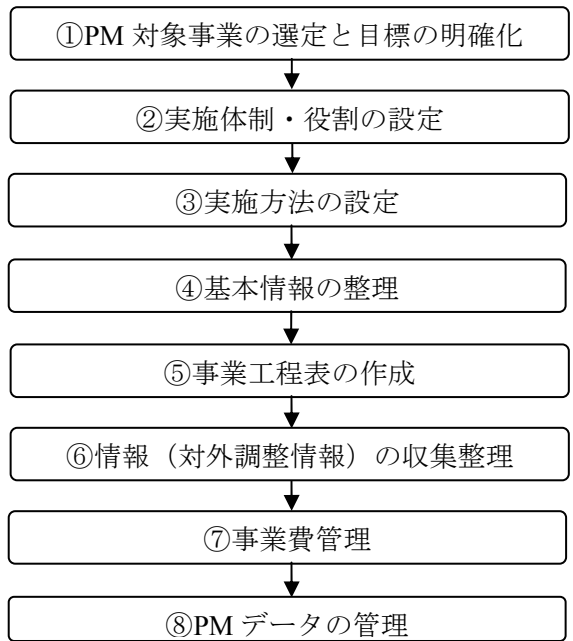 ①PM 対象事業の選定と目標の明確化
②実施体制・役割の設定
③実施方法の設定
④基本情報の整理
⑤事業工程表の作成
⑥情報（対外調整情報）の収集整理
⑦事業費管理
⑧PM データの管理